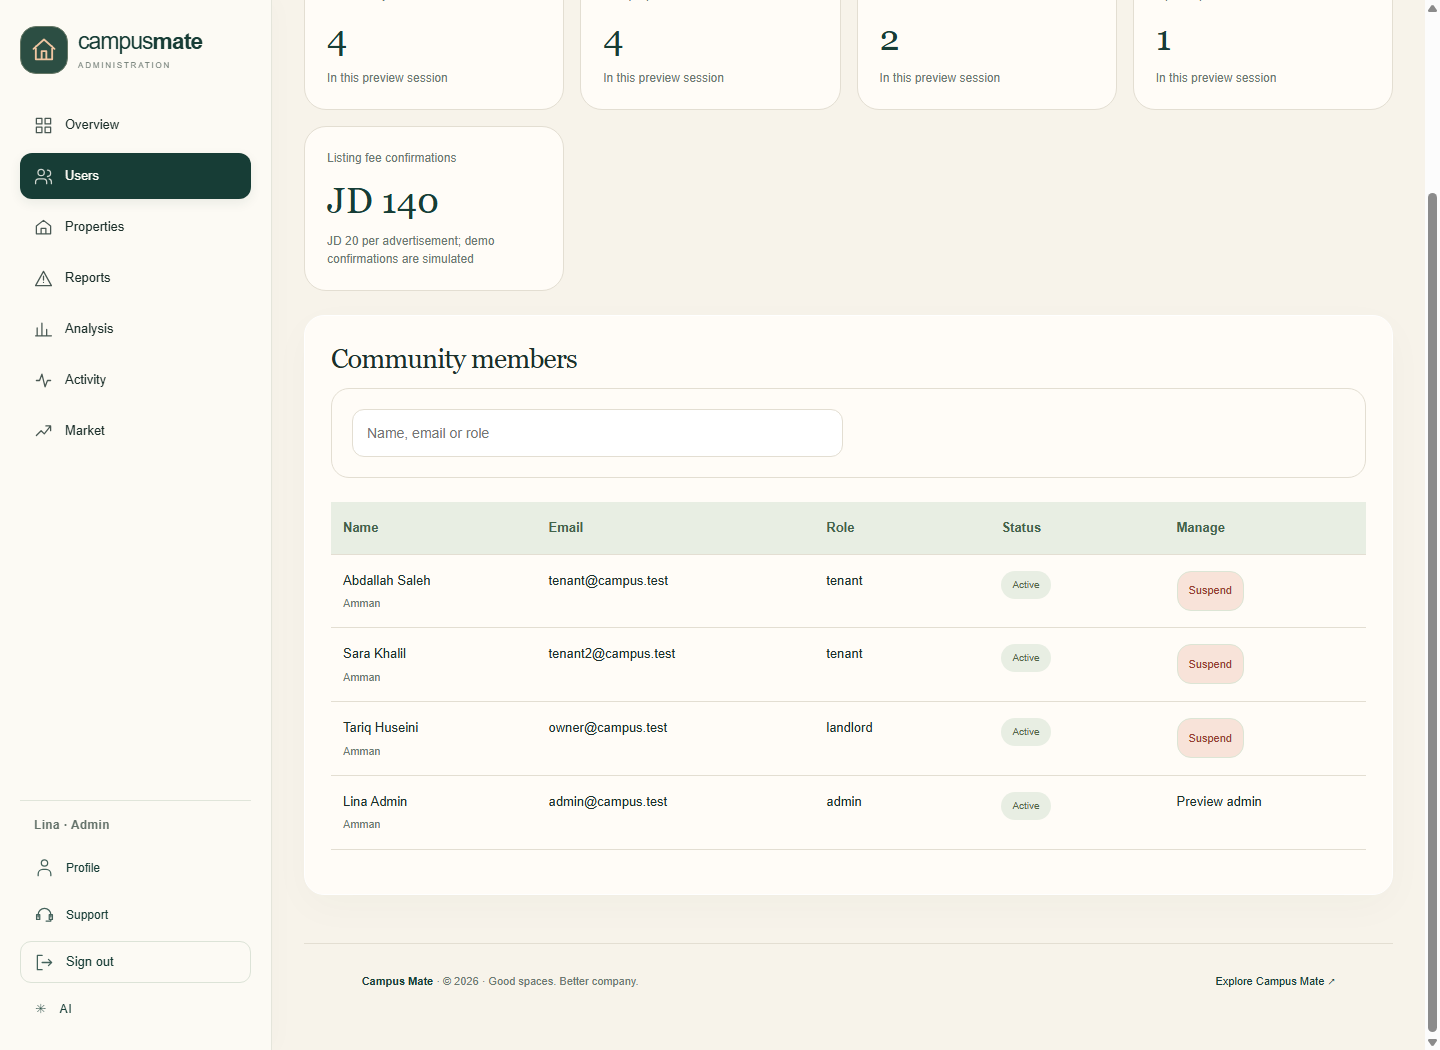 campusmate
ADMINISTRATION
Overview
Users
Properties
Reports
Analysis
Activity
Market
Lina · Admin
Profile
Support
Sign out
AI
4
In this preview session
4
In this preview session
2
In this preview session
1
In this preview session
Listing fee confirmations
JD 140
JD 20 per advertisement; demo
confirmations are simulated
Community members
Name, email or role
Name Email Role Status Manage
Abdallah Saleh tenant@campus.test tenant Active Suspend
Amman
Sara Khalil tenant2@campus.test tenant Active Suspend
Amman
Tariq Huseini owner@campus.test landlord Active Suspend
Amman
Lina Admin admin@campus.test admin Active Preview admin
Amman
Campus Mate · © 2026 · Good spaces. Better company.
Explore Campus Mate ↗